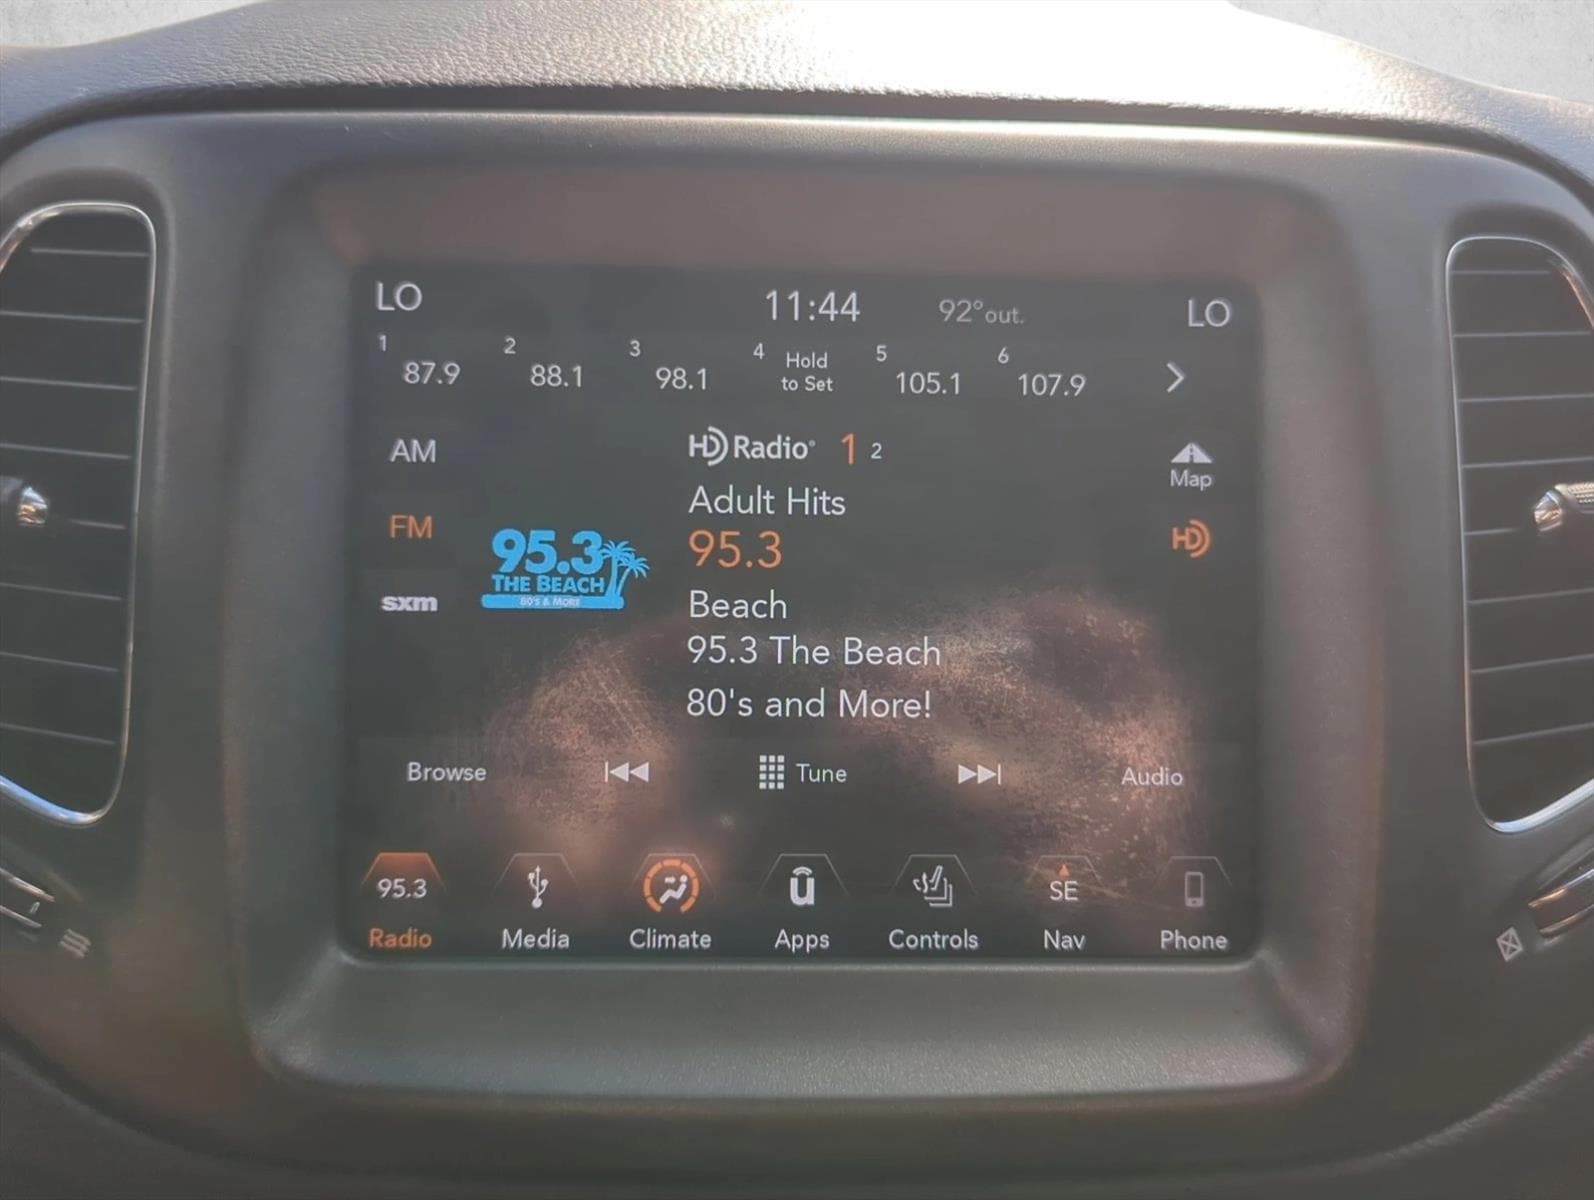 LO 11:44 92°out. LO
1 87.9 2 88.1 3 98.1 4 Hold to Set 5 105.1 6 107.9
AM
HD Radio® 1 2
Map
Adult Hits
FM
95.3
HD
95.3
THE BEACH
80'S & MORE
sxm
Beach
95.3 The Beach
80's and More!
Browse Tune Audio
95.3 SE
Radio Media Climate Apps Controls Nav Phone